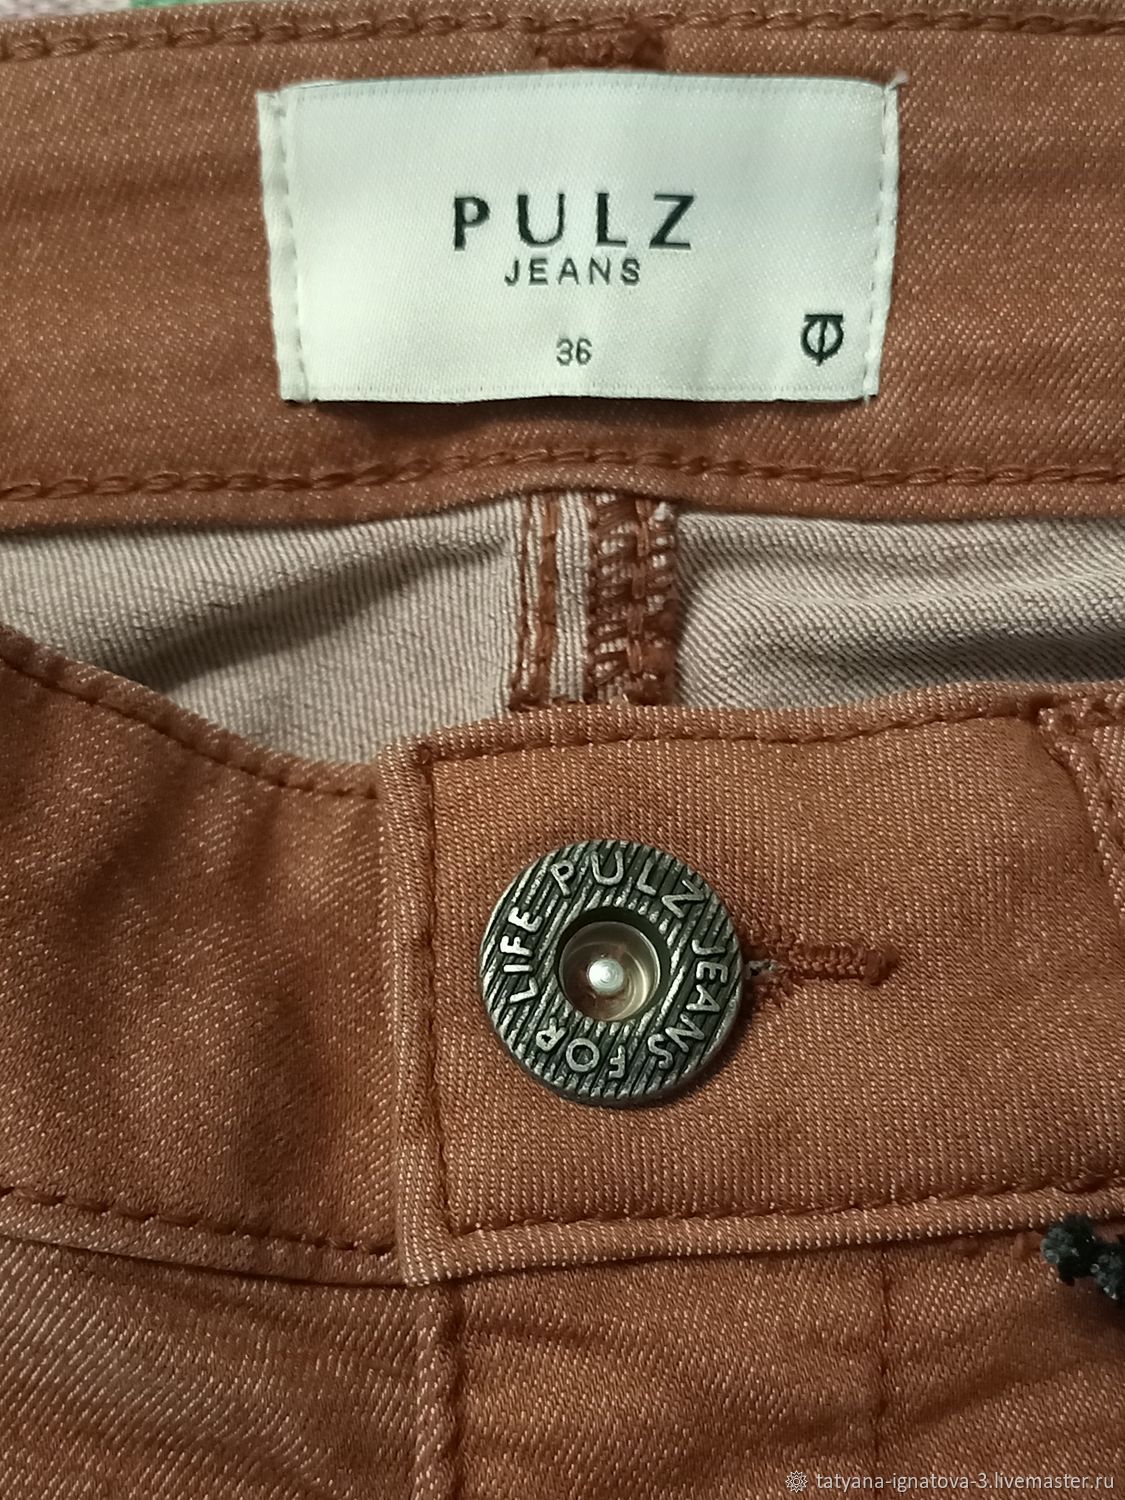 PULZ
JEANS
36
PULZ JEANS FOR LIFE
tatyana-ignatova-3.livemaster.ru